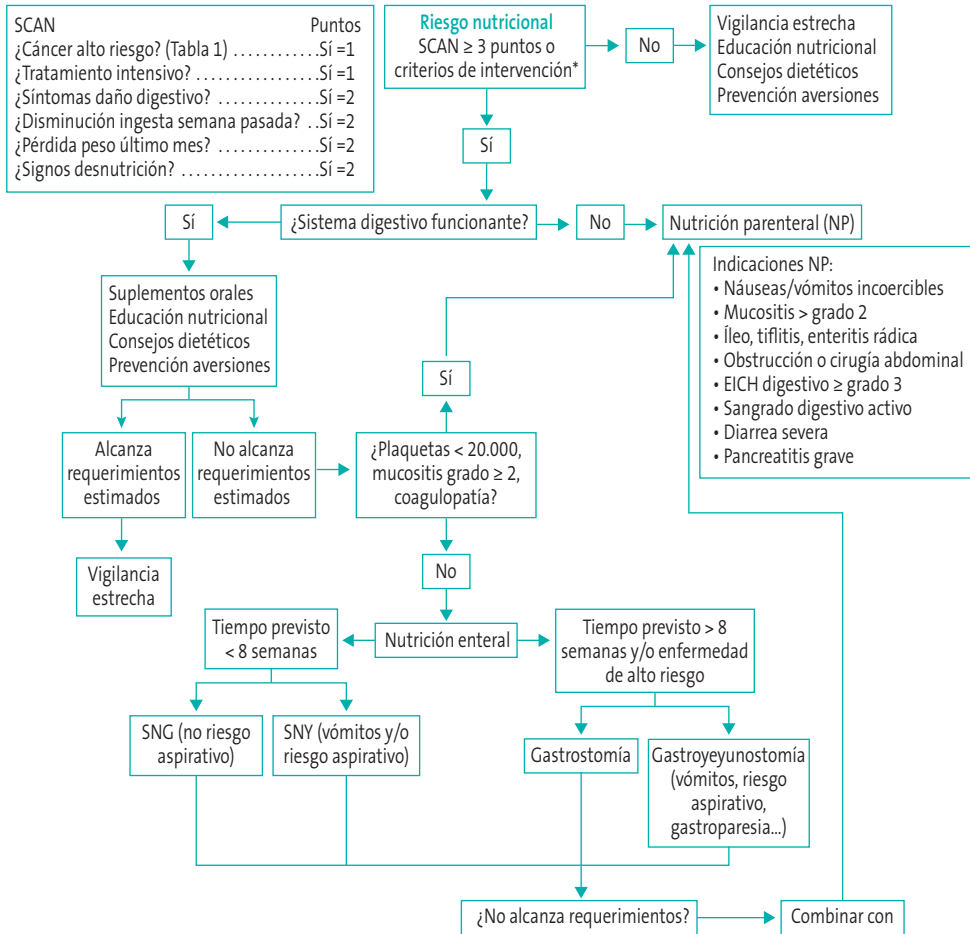 SCAN Puntos
¿Cáncer alto riesgo? (Tabla 1) .............Sí =1
¿Tratamiento intensivo? ...................Sí =1
¿Síntomas daño digestivo? ................Sí =2
¿Disminución ingesta semana pasada? ..Sí =2
¿Pérdida peso último mes? ...............Sí =2
¿Signos desnutrición? .....................Sí =2
Riesgo nutricional
SCAN ≥ 3 puntos o
criterios de intervención*
No
Vigilancia estrecha
Educación nutricional
Consejos dietéticos
Prevención aversiones
Sí
Sí
¿Sistema digestivo funcionante?
No
Nutrición parenteral (NP)
Suplementos orales
Educación nutricional
Consejos dietéticos
Prevención aversiones
Indicaciones NP:
• Náuseas/vómitos incoercibles
• Mucositis > grado 2
• Íleo, tiflitis, enteritis rádica
• Obstrucción o cirugía abdominal
• EICH digestivo ≥ grado 3
• Sangrado digestivo activo
• Diarrea severa
• Pancreatitis grave
Sí
Alcanza
requerimientos
estimados
No alcanza
requerimientos
estimados
¿Plaquetas < 20.000,
mucositis grado ≥ 2,
coagulopatía?
Vigilancia
estrecha
No
Tiempo previsto
< 8 semanas
Nutrición enteral
Tiempo previsto > 8
semanas y/o enfermedad
de alto riesgo
SNG (no riesgo
aspirativo)
SNY (vómitos y/o
riesgo aspirativo)
Gastrostomía
Gastroyeyunostomía
(vómitos, riesgo
aspirativo,
gastroparesia...)
¿No alcanza requerimientos?
Combinar con